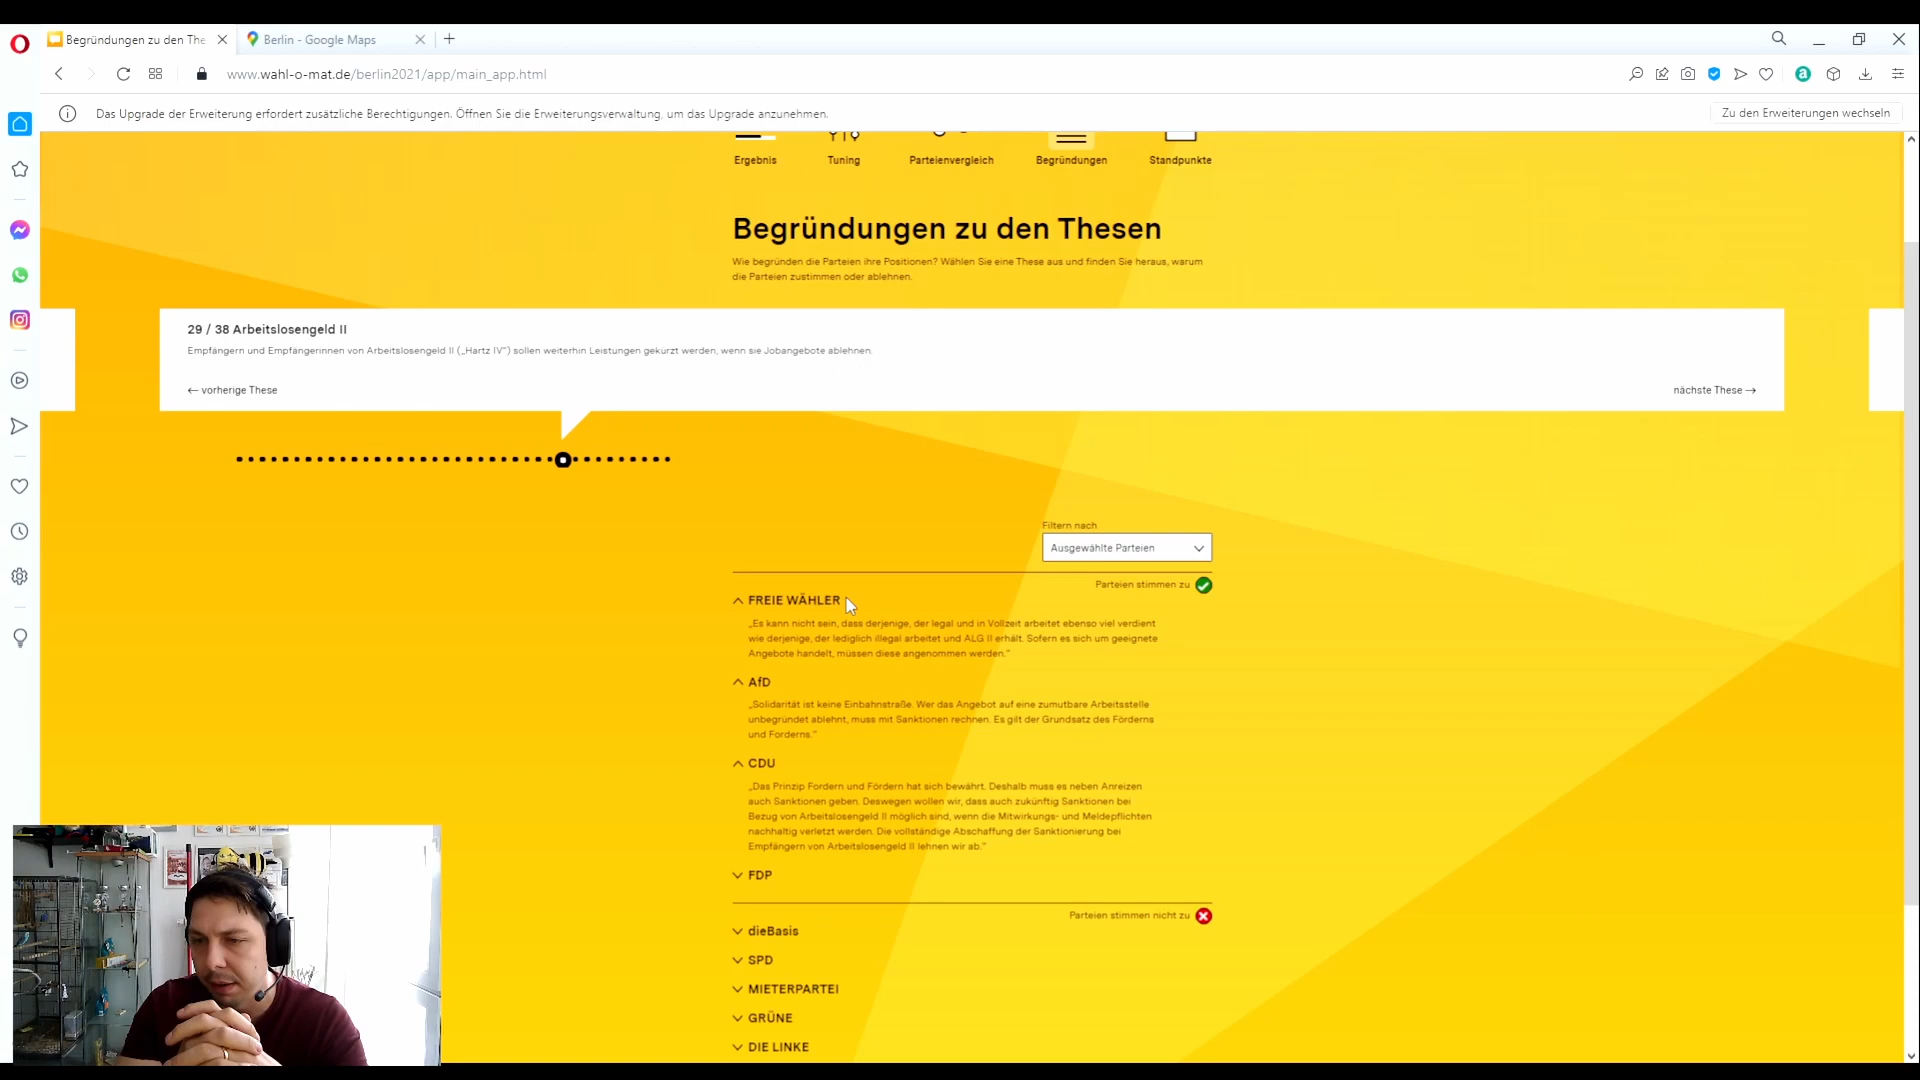 Begründungen zu den The
Berlin - Google Maps
www.wahl-o-mat.de/berlin2021/app/main_app.html
Das Upgrade der Erweiterung erfordert zusätzliche Berechtigungen. Öffnen Sie die Erweiterungsverwaltung, um das Upgrade anzunehmen.
Zu den Erweiterungen wechseln
Ergebnis
Tuning
Parteienvergleich
Begründungen
Standpunkte
Begründungen zu den Thesen
Wie begründen die Parteien ihre Positionen? Wählen Sie eine These aus und finden Sie heraus, warum
die Parteien zustimmen oder ablehnen.
29 / 38 Arbeitslosengeld II
Empfängern und Empfängerinnen von Arbeitslosengeld II („Hartz IV") sollen weiterhin Leistungen gekürzt werden, wenn sie Jobangebote ablehnen.
← vorherige These
nächste These →
Filtern nach
Ausgewählte Parteien
Parteien stimmen zu
FREIE WÄHLER
„Es kann nicht sein, dass derjenige, der legal und in Vollzeit arbeitet ebenso viel verdient
wie derjenige, der lediglich illegal arbeitet und ALG II erhält. Sofern es sich um geeignete
Angebote handelt, müssen diese angenommen werden."
AfD
„Solidarität ist keine Einbahnstraße. Wer das Angebot auf eine zumutbare Arbeitsstelle
unbegründet ablehnt, muss mit Sanktionen rechnen. Es gilt der Grundsatz des Förderns
und Forderns."
CDU
„Das Prinzip Fordern und Fördern hat sich bewährt. Deshalb muss es neben Anreizen
auch Sanktionen geben. Deswegen wollen wir, dass auch zukünftig Sanktionen bei
Bezug von Arbeitslosengeld II möglich sind, wenn die Mitwirkungs- und Meldepflichten
nachhaltig verletzt werden. Die vollständige Abschaffung der Sanktionierung bei
Empfängern von Arbeitslosengeld II lehnen wir ab."
FDP
Parteien stimmen nicht zu
dieBasis
SPD
MIETERPARTEI
GRÜNE
DIE LINKE